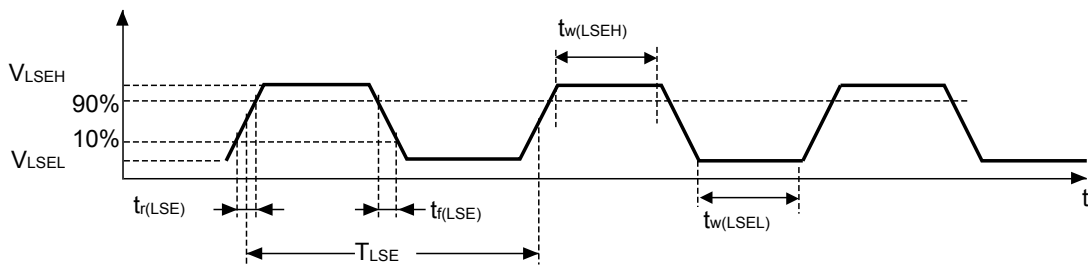 tw(LSEH)
VLSEH
90%
10%
VLSEL
tr(LSE)
tf(LSE)
tw(LSEL)
t
TLSE